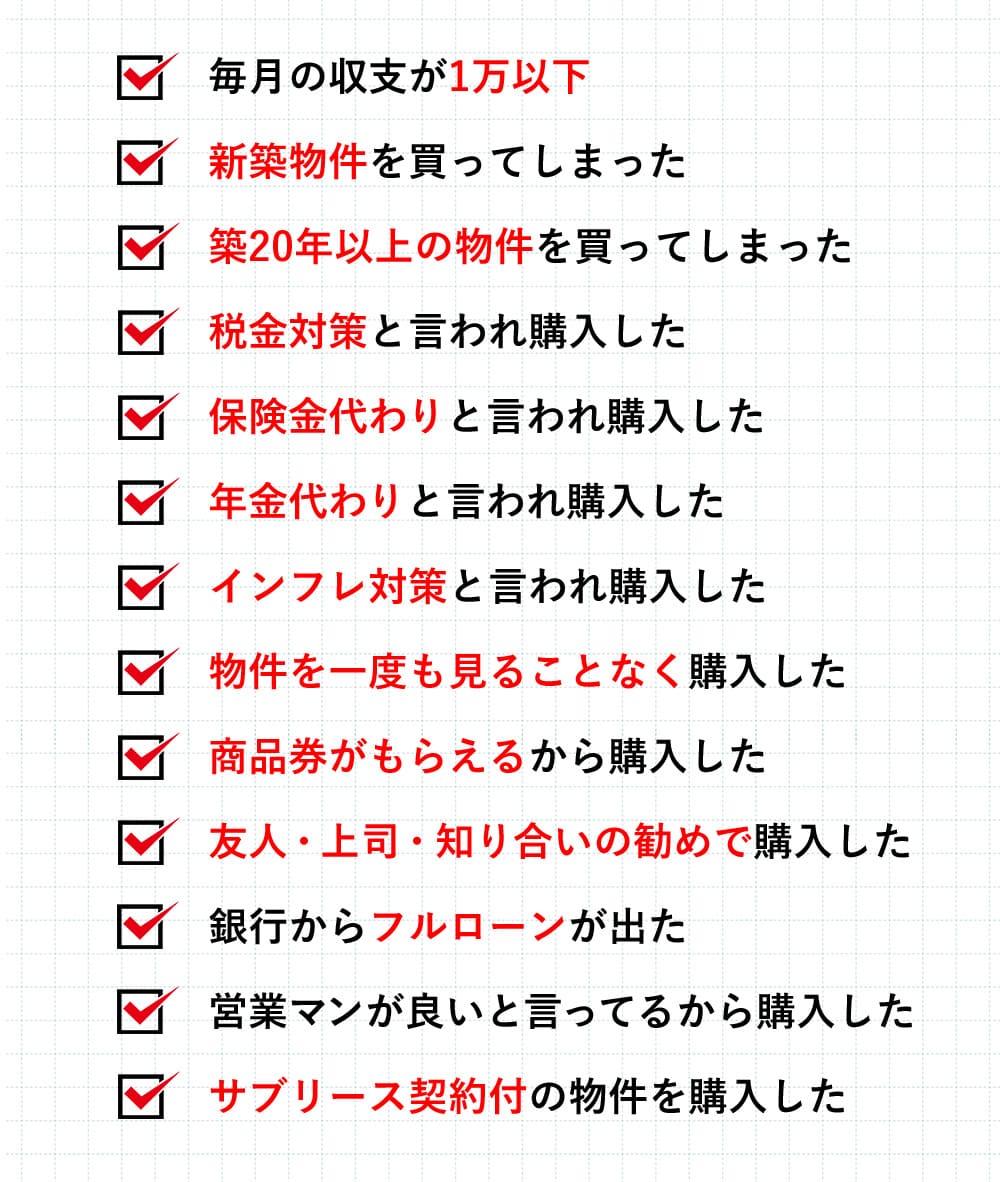 毎月の収支が1万以下
新築物件を買ってしまった
築20年以上の物件を買ってしまった
税金対策と言われ購入した
保険金代わりと言われ購入した
年金代わりと言われ購入した
インフレ対策と言われ購入した
物件を一度も見ることなく購入した
商品券がもらえるから購入した
友人・上司・知り合いの勧めで購入した
銀行からフルローンが出た
営業マンが良いと言ってるから購入した
サブリース契約付の物件を購入した